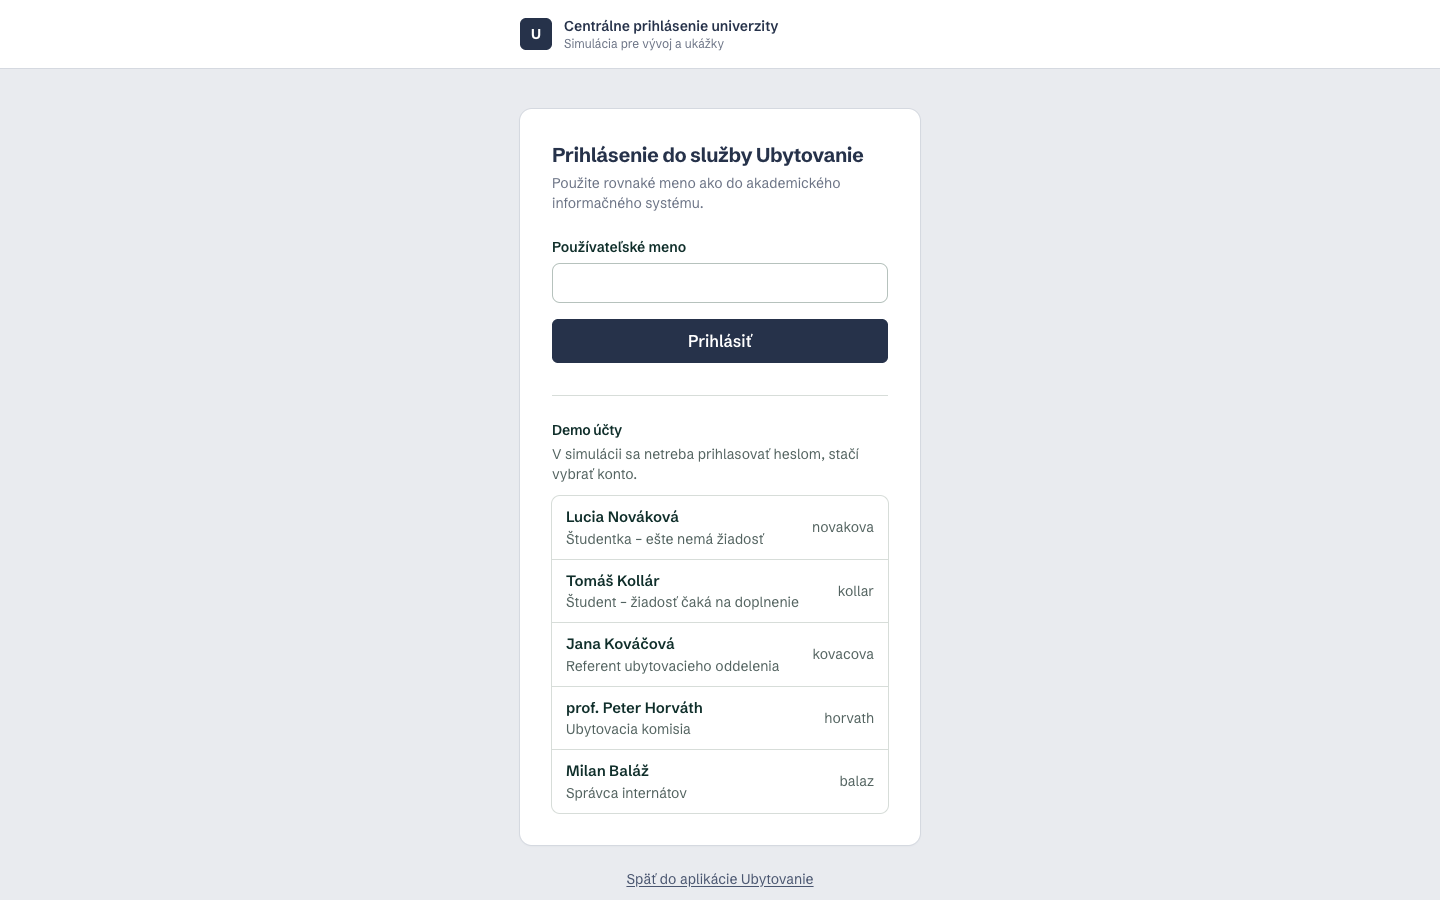 U
Centrálne prihlásenie univerzity
Simulácia pre vývoj a ukážky
Prihlásenie do služby Ubytovanie
Použite rovnaké meno ako do akademického
informačného systému.
Používateľské meno
Prihlásiť
Demo účty
V simulácii sa netreba prihlasovať heslom, stačí
vybrať konto.
Lucia Nováková
Študentka – ešte nemá žiadosť
novakova
Tomáš Kollár
Študent – žiadosť čaká na doplnenie
kollar
Jana Kováčová
Referent ubytovacieho oddelenia
kovacova
prof. Peter Horváth
Ubytovacia komisia
horvath
Milan Baláž
Správca internátov
balaz
Späť do aplikácie Ubytovanie